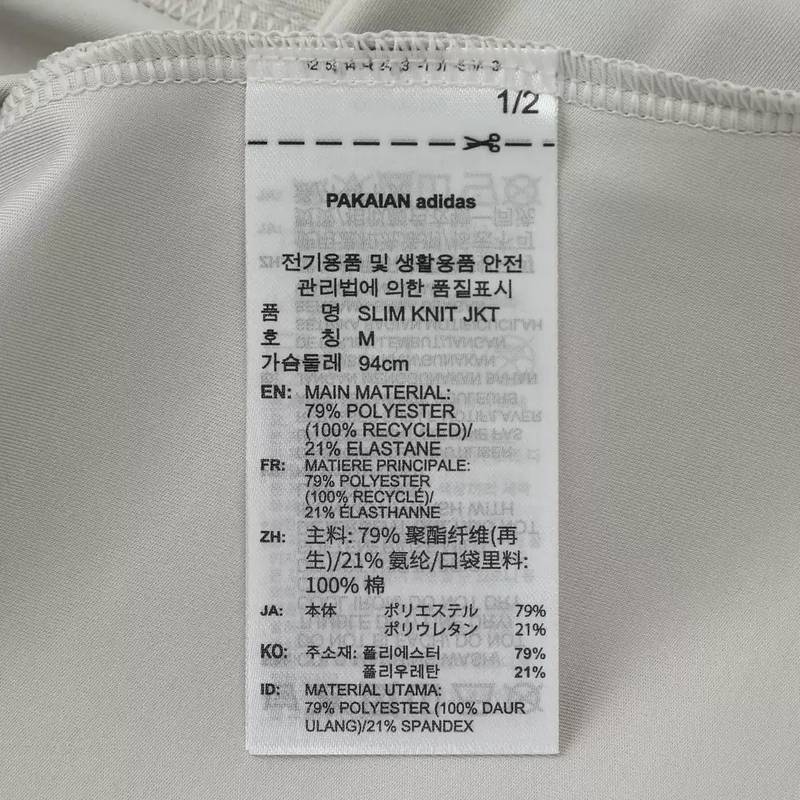 1/2
PAKAIAN adidas
전기용품 및 생활용품 안전
관리법에 의한 품질표시
품 명 SLIM KNIT JKT
호 칭 M
가슴둘레 94cm
EN: MAIN MATERIAL:
79% POLYESTER
(100% RECYCLED)/
21% ELASTANE
FR: MATIERE PRINCIPALE:
79% POLYESTER
(100% RECYCLÉ)/
21% ÉLASTHANNE
ZH: 主料: 79% 聚酯纤维(再
生)/21% 氨纶/口袋里料:
100% 棉
JA: 本体 ポリエステル 79%
ポリウレタン 21%
KO: 주소재: 폴리에스터 79%
폴리우레탄 21%
ID: MATERIAL UTAMA:
79% POLYESTER (100% DAUR
ULANG)/21% SPANDEX